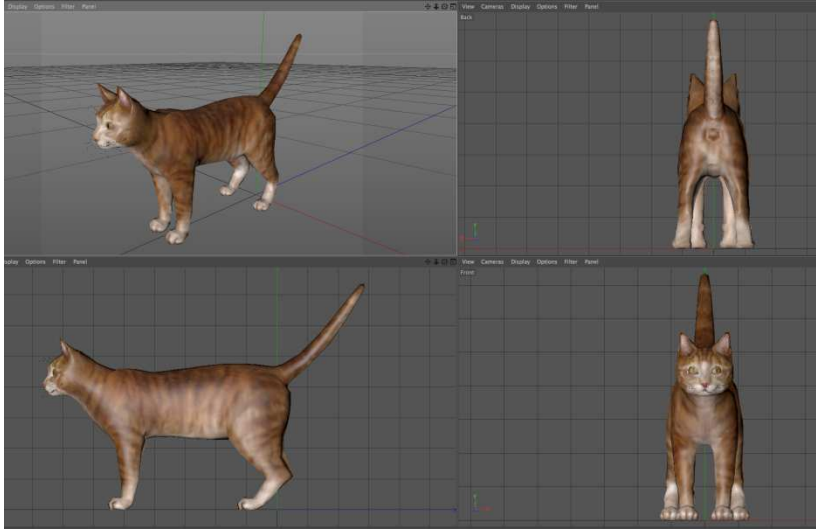 Display Options Filter Panel
View Cameras Display Options Filter Panel
Back
Y
Display Options Filter Panel
View Cameras Display Options Filter Panel
Front
Y